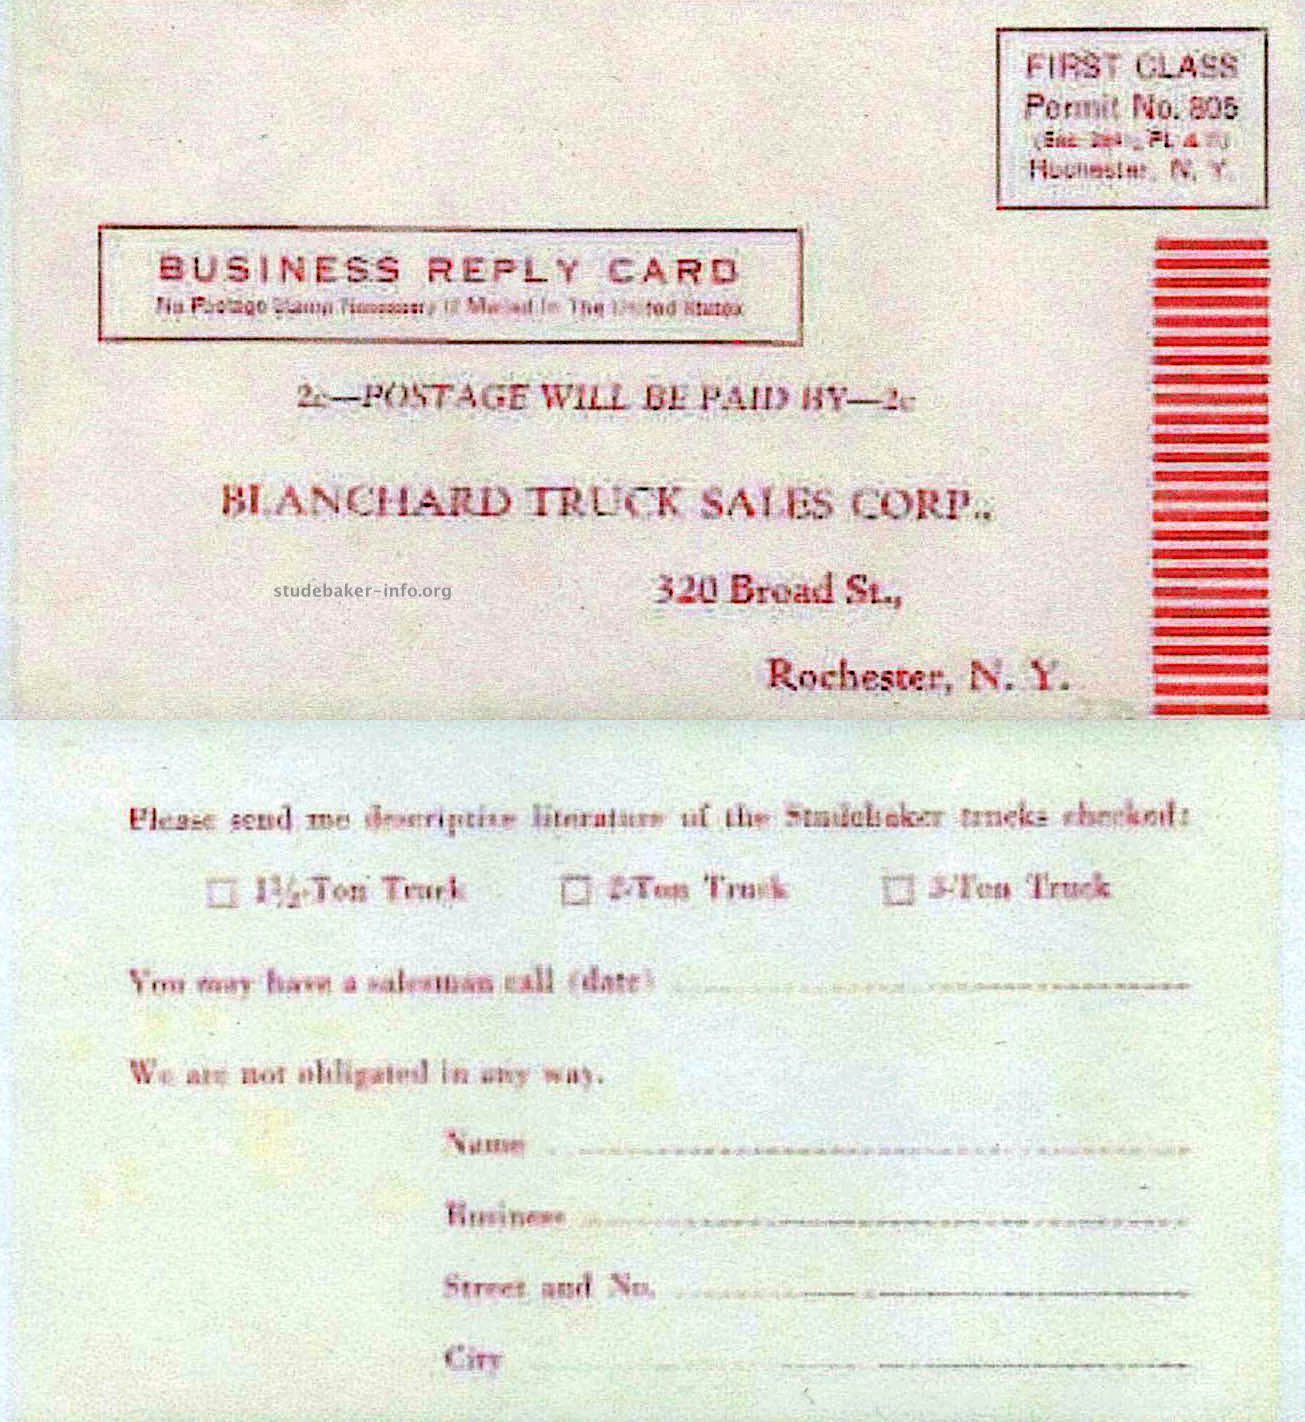 FIRST CLASS
Permit No. 805
Rochester, N. Y.
BUSINESS REPLY CARD
No Postage Stamp Necessary If Mailed In The United States
2c—POSTAGE WILL BE PAID BY—2c
BLANCHARD TRUCK SALES CORP.,
studebaker-info.org
320 Broad St.,
Rochester, N. Y.
Please send me descriptive literature of the Studebaker trucks checked:
☐ 1½-Ton Truck ☐ 2-Ton Truck ☐ 3-Ton Truck
You may have a salesman call (date)
We are not obligated in any way.
Name
Business
Street and No.
City